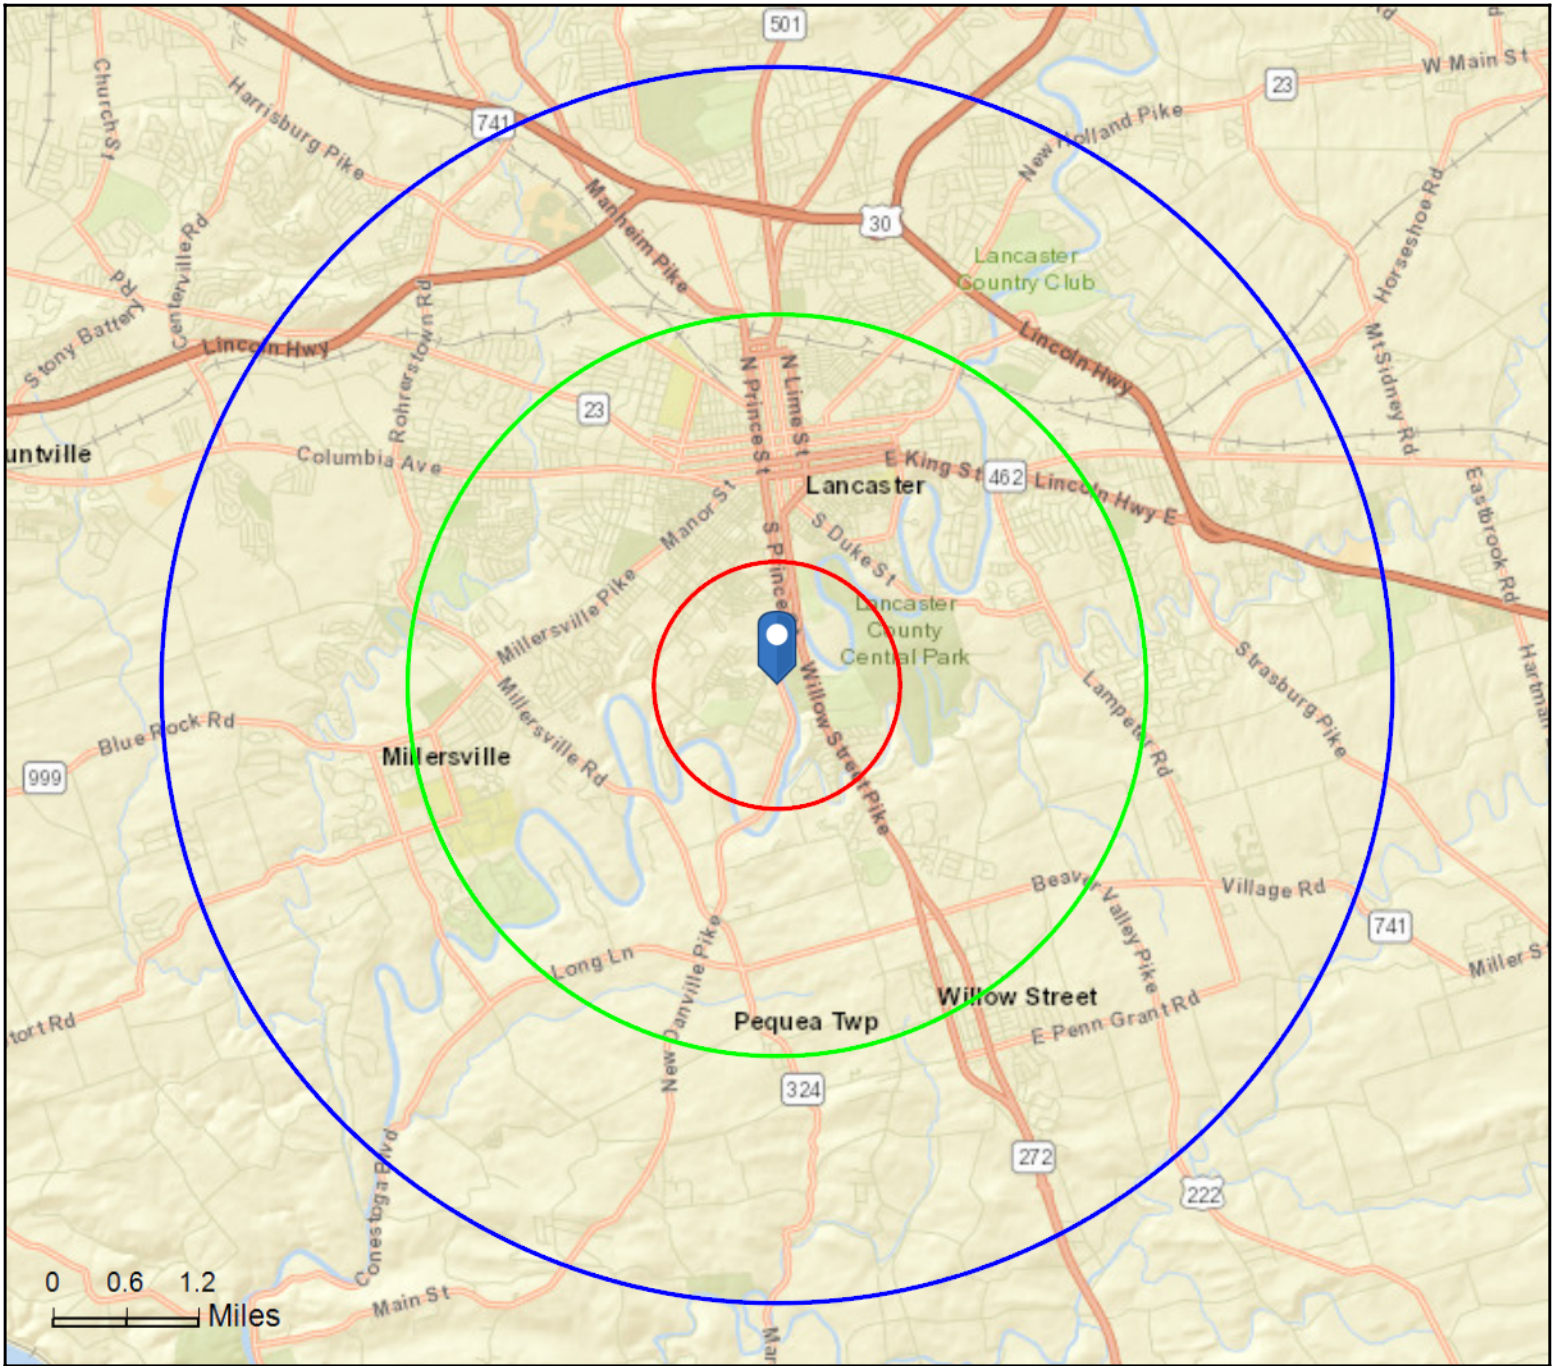 501
Church St
Harrisburg Pike
741
23
W Main St
New Holland Pike
Manheim Pike
30
Horseshoe Rd
Centerville Rd
Lancaster
Country Club
Stony Battery Rd
Lincoln Hwy
Rohrerstown Rd
Lincoln Hwy
Mt Sidney Rd
N Prince St
N Lime St
23
untville
Columbia Ave
E King St
462
Lincoln Hwy E
Lancaster
Eastbrook Rd
Manor St
S Duke St
S Prince
Millersville Pike
Lancaster
County
Central Park
Strasburg Pike
Hartman
Willow Street Pike
Lampeter Rd
Millersville Rd
Blue Rock Rd
999
Millersville
Beaver Valley Pike
Village Rd
741
Miller S
Long Ln
New Danville Pike
Willow Street
E Penn Grant Rd
Pequea Twp
tort Rd
324
272
222
Conestoga Blvd
Main St
Mar
0 0.6 1.2
Miles